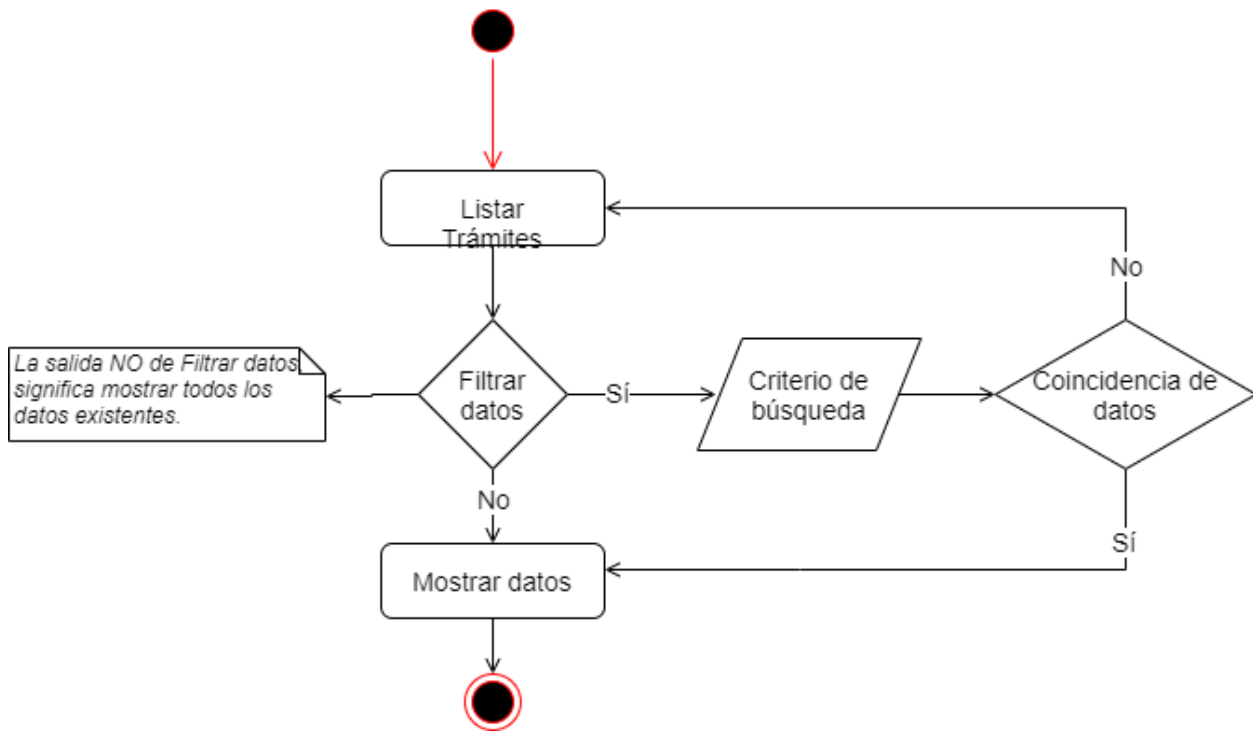 Listar
Trámites
No
La salida NO de Filtrar datos
significa mostrar todos los
datos existentes.
Filtrar
datos
Sí
Criterio de
búsqueda
Coincidencia de
datos
No
Sí
Mostrar datos